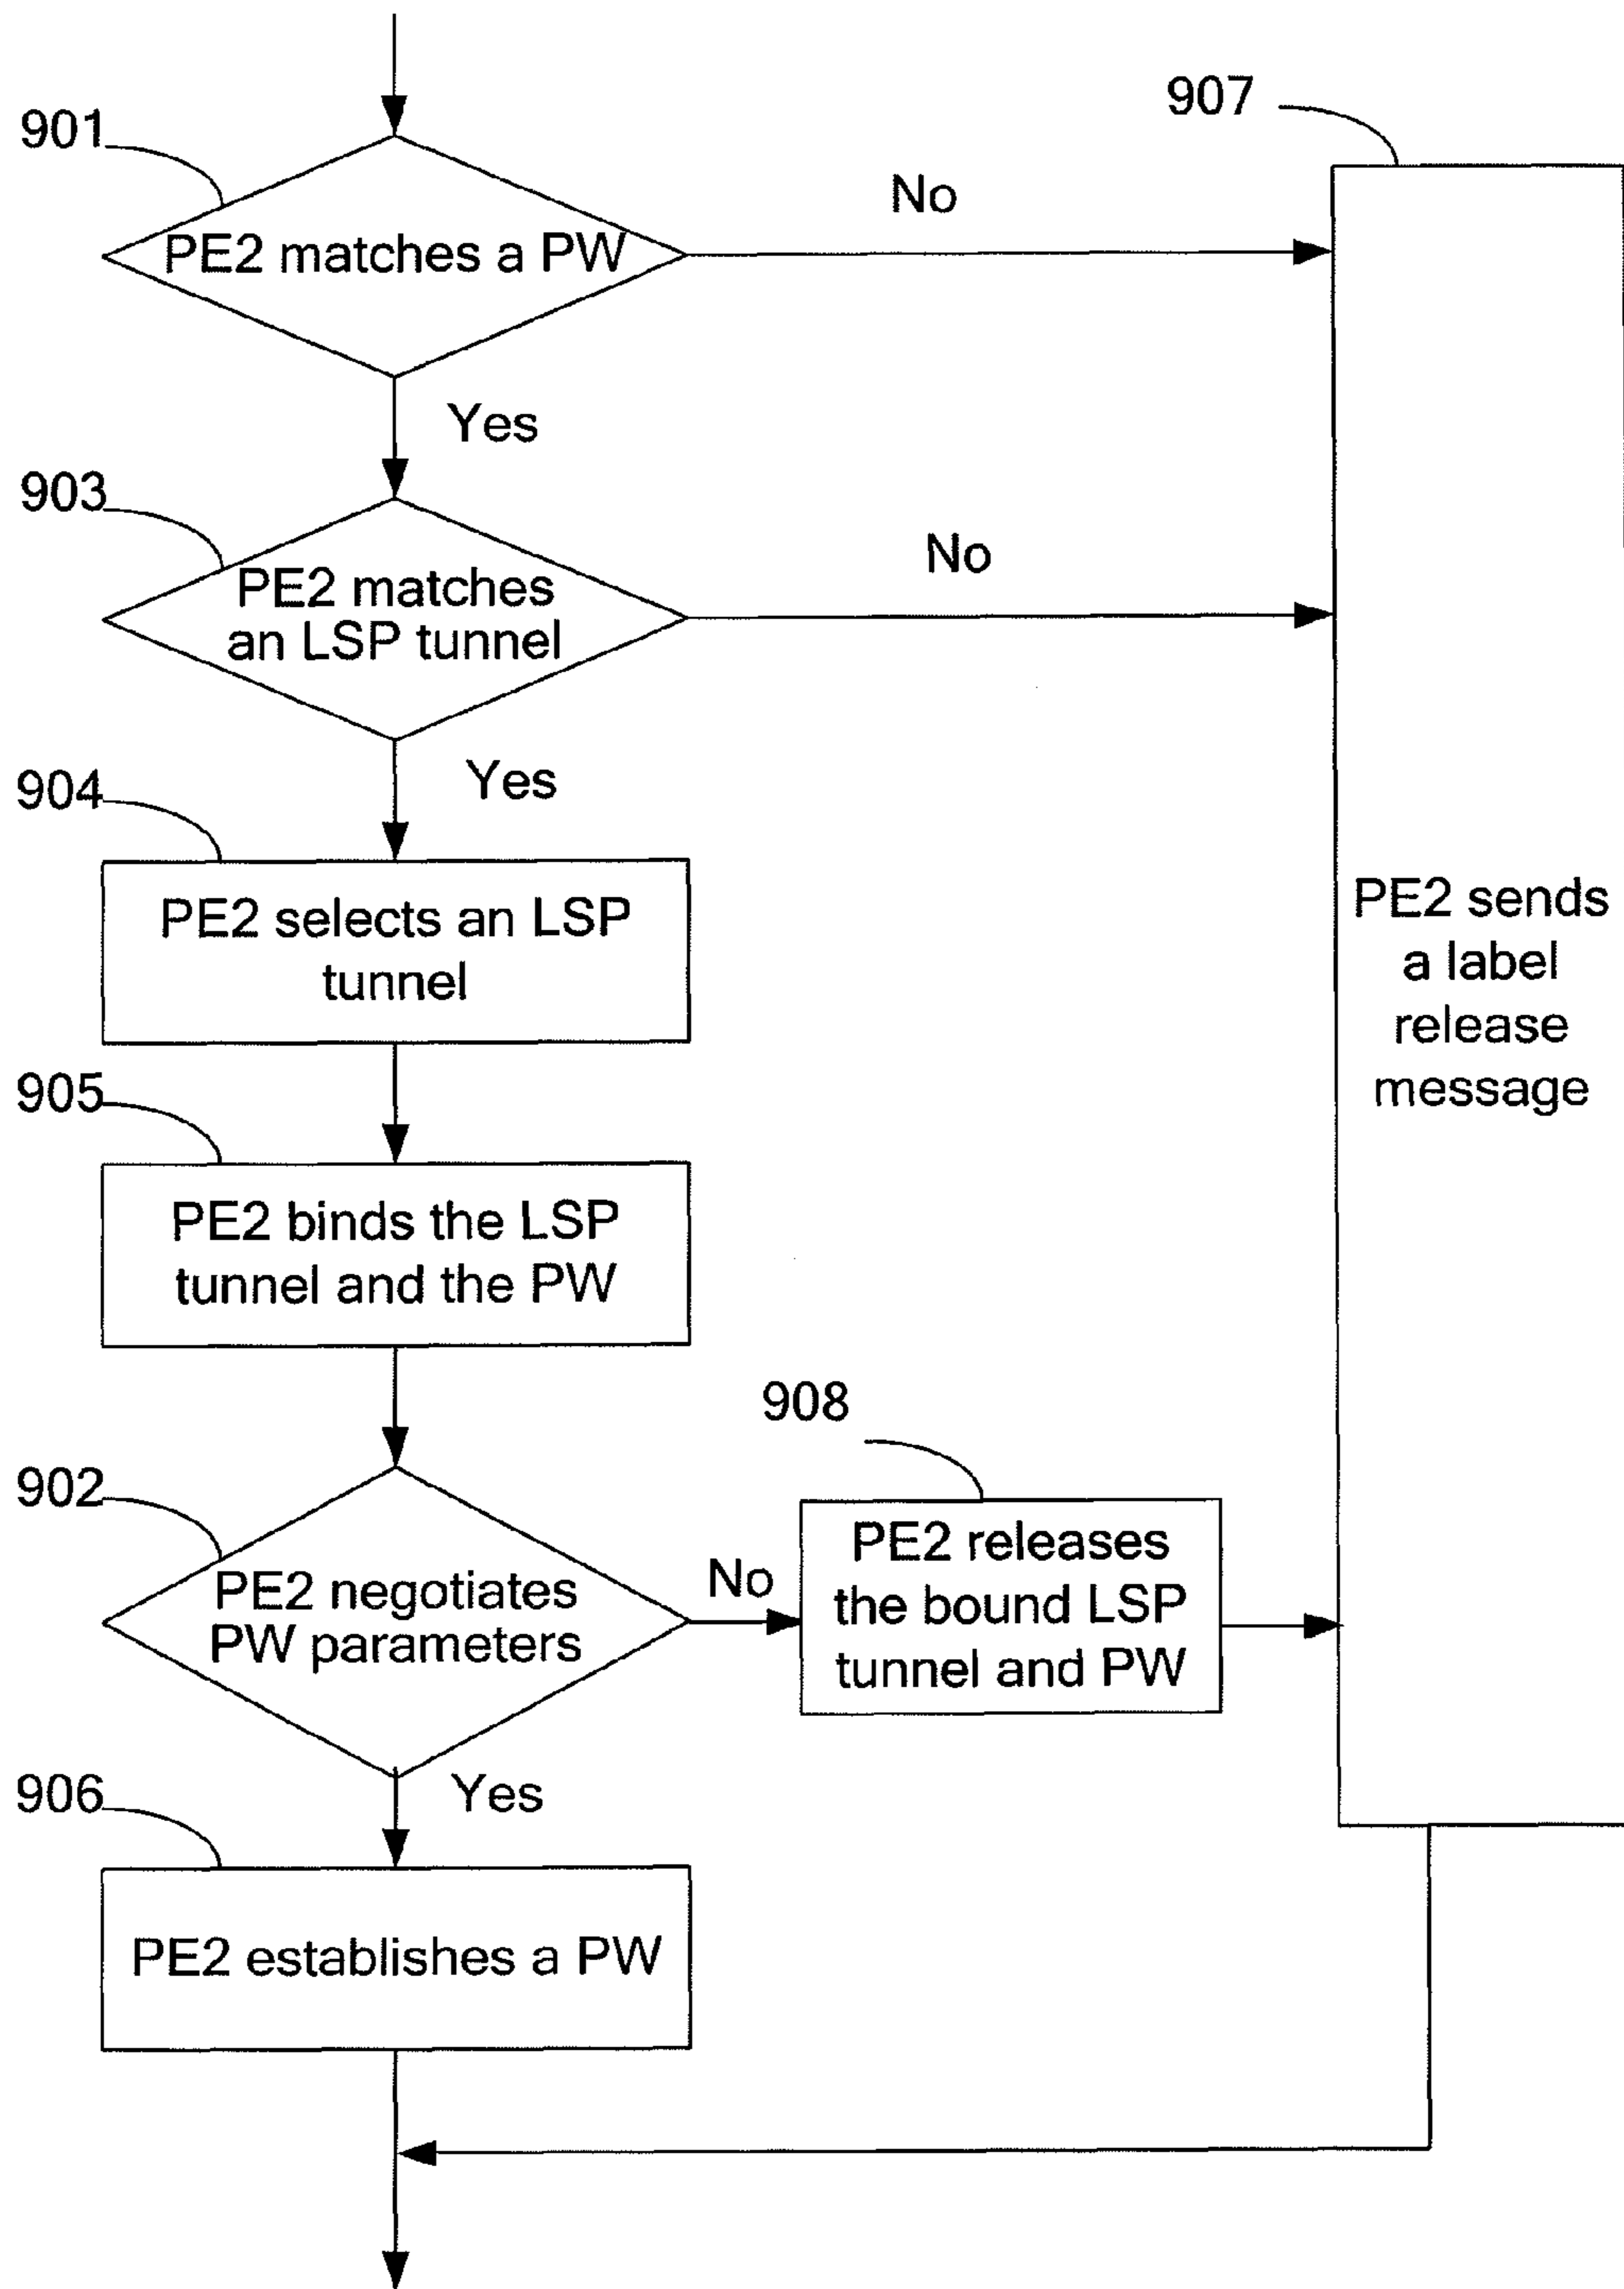 901
PE2 matches a PW
No
907
Yes
903
PE2 matches
an LSP tunnel
No
Yes
904
PE2 selects an LSP
tunnel
PE2 sends
a label
release
message
905
PE2 binds the LSP
tunnel and the PW
902
PE2 negotiates
PW parameters
No
908
PE2 releases
the bound LSP
tunnel and PW
Yes
906
PE2 establishes a PW